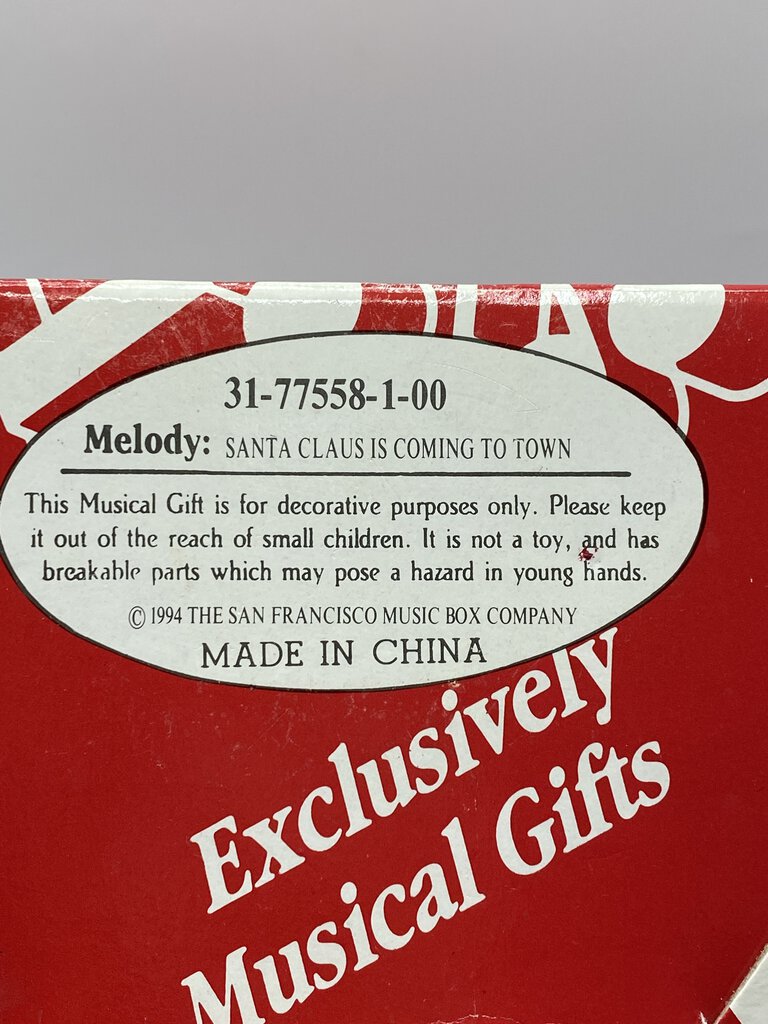 31-77558-1-00
Melody: SANTA CLAUS IS COMING TO TOWN
This Musical Gift is for decorative purposes only. Please keep
it out of the reach of small children. It is not a toy, and has
breakable parts which may pose a hazard in young hands.
© 1994 THE SAN FRANCISCO MUSIC BOX COMPANY
MADE IN CHINA
Exclusively
Musical Gifts